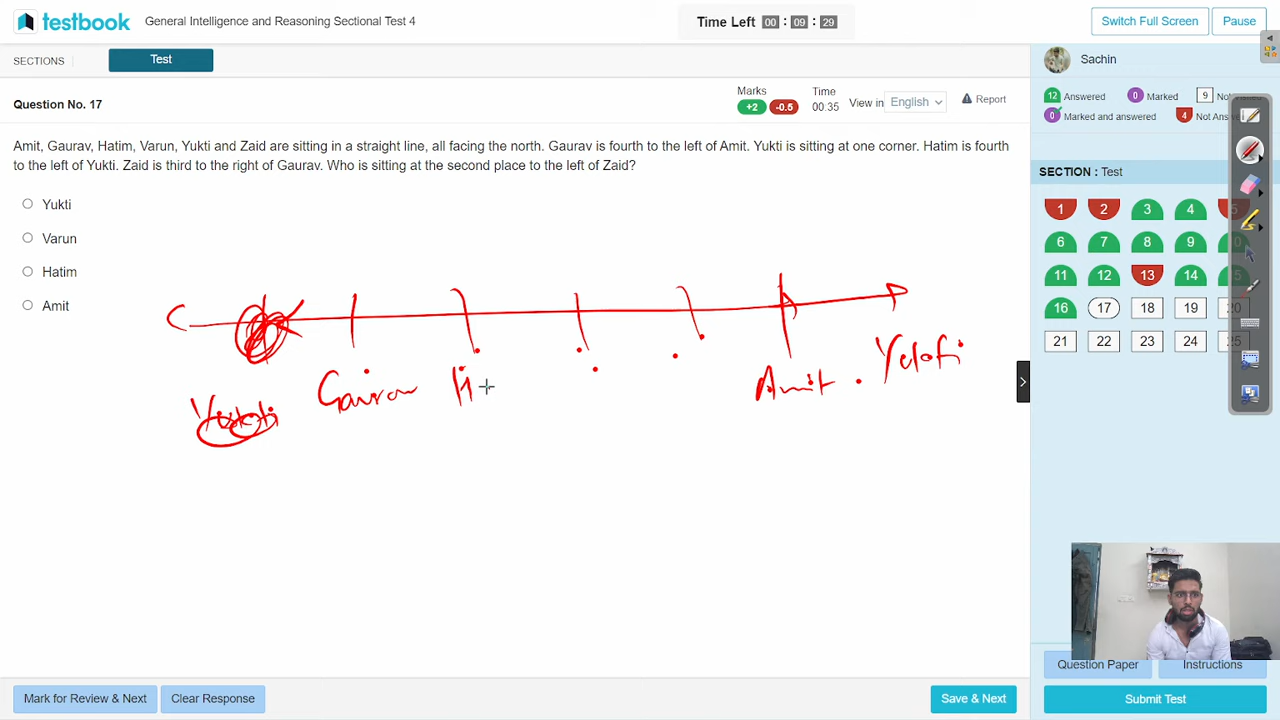 testbook
General Intelligence and Reasoning Sectional Test 4
Time Left 00 : 09 : 29
Switch Full Screen
Pause
SECTIONS
Test
Sachin
Question No. 17
Marks
+2 -0.5
Time
00:35
View in English
Report
12 Answered
0 Marked
9
0 Marked and answered
4
Amit, Gaurav, Hatim, Varun, Yukti and Zaid are sitting in a straight line, all facing the north. Gaurav is fourth to the left of Amit. Yukti is sitting at one corner. Hatim is fourth
to the left of Yukti. Zaid is third to the right of Gaurav. Who is sitting at the second place to the left of Zaid?
Yukti
Varun
Hatim
Amit
Gaurav
Amit
SECTION : Test
1 2 3 4
6 7 8 9
11 12 13 14
16 17 18 19
21 22 23 24
Question Paper
Instructions
Mark for Review & Next
Clear Response
Save & Next
Submit Test